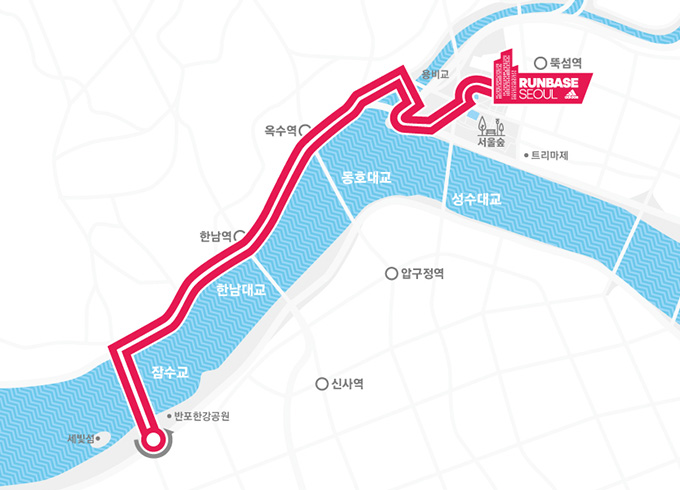 용비교
뚝섬역
RUNBASE
SEOUL
adidas
옥수역
서울숲
트리마제
동호대교
성수대교
한남역
압구정역
한남대교
잠수교
신사역
반포한강공원
세빛섬